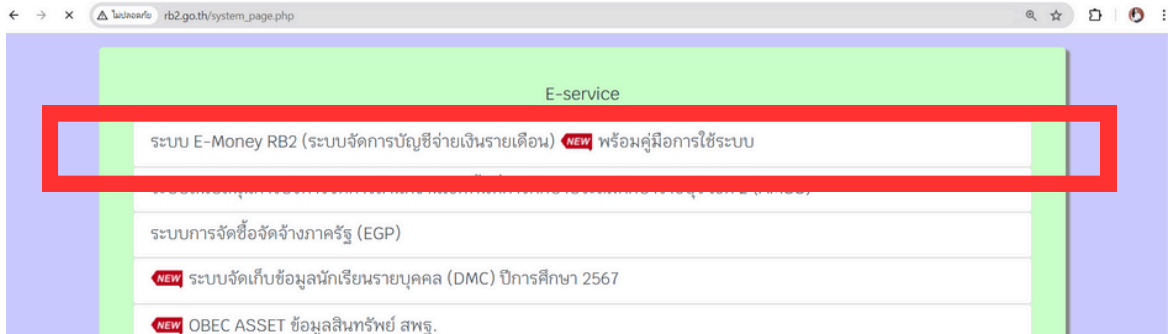 ไม่ปลอดภัย rb2.go.th/system_page.php
E-service
ระบบ E-Money RB2 (ระบบจัดการบัญชีจ่ายเงินรายเดือน) NEW พร้อมคู่มือการใช้ระบบ
ระบบการจัดซื้อจัดจ้างภาครัฐ (EGP)
NEW ระบบจัดเก็บข้อมูลนักเรียนรายบุคคล (DMC) ปีการศึกษา 2567
NEW OBEC ASSET ข้อมูลสินทรัพย์ สพฐ.